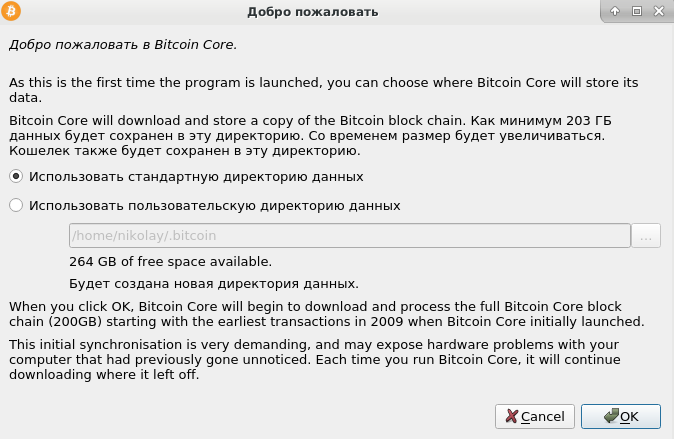 Добро пожаловать
Добро пожаловать в Bitcoin Core.
As this is the first time the program is launched, you can choose where Bitcoin Core will store its
data.
Bitcoin Core will download and store a copy of the Bitcoin block chain. Как минимум 203 ГБ
данных будет сохранен в эту директорию. Со временем размер будет увеличиваться.
Кошелек также будет сохранен в эту директорию.
Использовать стандартную директорию данных
Использовать пользовательскую директорию данных
/home/nikolay/.bitcoin
...
264 GB of free space available.
Будет создана новая директория данных.
When you click OK, Bitcoin Core will begin to download and process the full Bitcoin Core block
chain (200GB) starting with the earliest transactions in 2009 when Bitcoin Core initially launched.
This initial synchronisation is very demanding, and may expose hardware problems with your
computer that had previously gone unnoticed. Each time you run Bitcoin Core, it will continue
downloading where it left off.
Cancel
OK